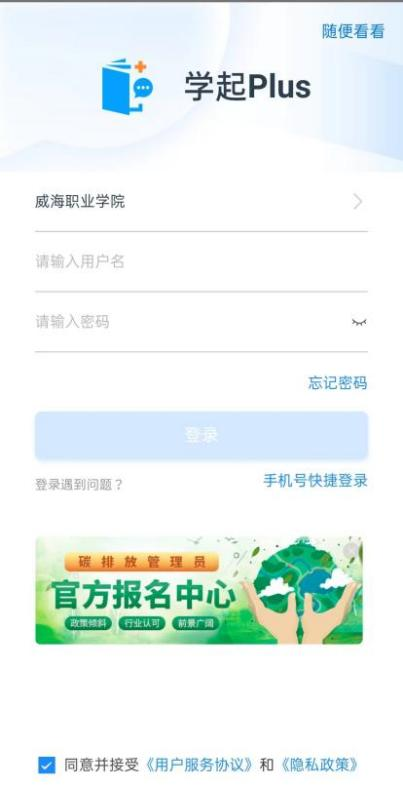 随便看看
学起Plus
威海职业学院
请输入用户名
请输入密码
忘记密码
登录
登录遇到问题？
手机号快捷登录
碳排放管理员
官方报名中心
政策倾斜 行业认可 前景广阔
同意并接受《用户服务协议》和《隐私政策》